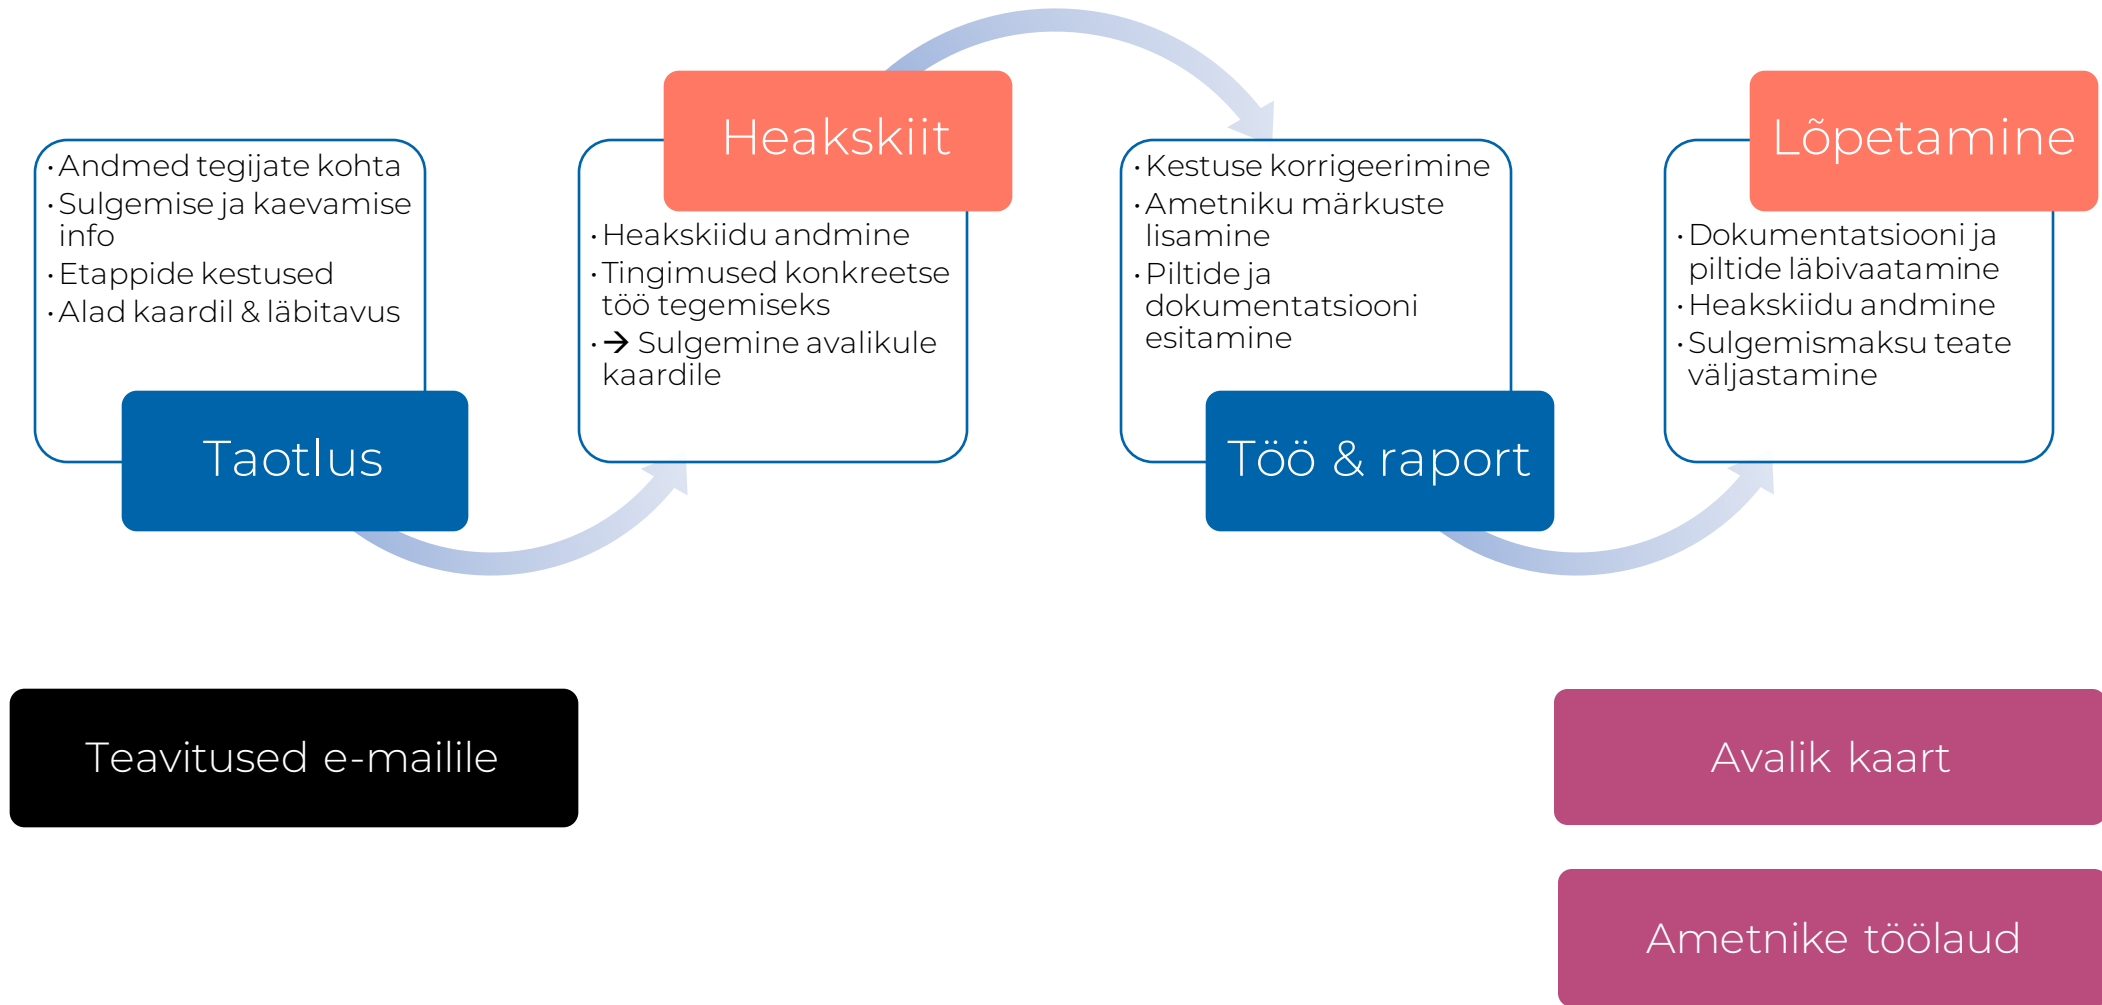 · Andmed tegijate kohta
· Sulgemise ja kaevamise
info
· Etappide kestused
· Alad kaardil & läbitavus
Taotlus
Heakskiit
· Heakskiidu andmine
· Tingimused konkreetse
töö tegemiseks
· → Sulgemine avalikule
kaardile
· Kestuse korrigeerimine
· Ametniku märkuste
lisamine
· Piltide ja
dokumentatsiooni
esitamine
Töö & raport
Lõpetamine
· Dokumentatsiooni ja
piltide läbivaatamine
· Heakskiidu andmine
· Sulgemismaksu teate
väljastamine
Teavitused e-mailile
Avalik kaart
Ametnike töölaud